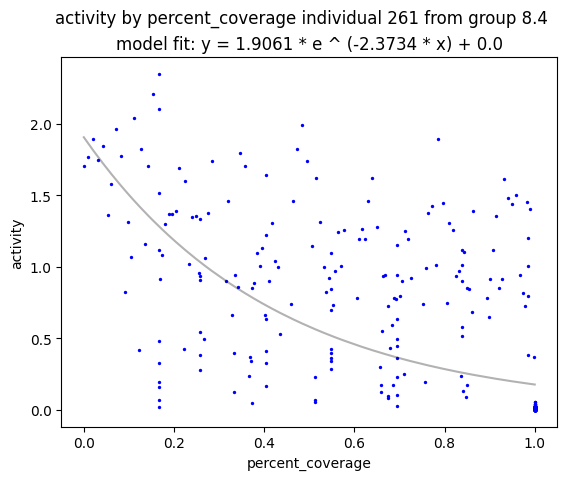 activity by percent_coverage individual 261 from group 8.4
model fit: y = 1.9061 * e ^ (-2.3734 * x) + 0.0
2.0
1.5
1.0
0.5
0.0
activity
0.0 0.2 0.4 0.6 0.8 1.0
percent_coverage